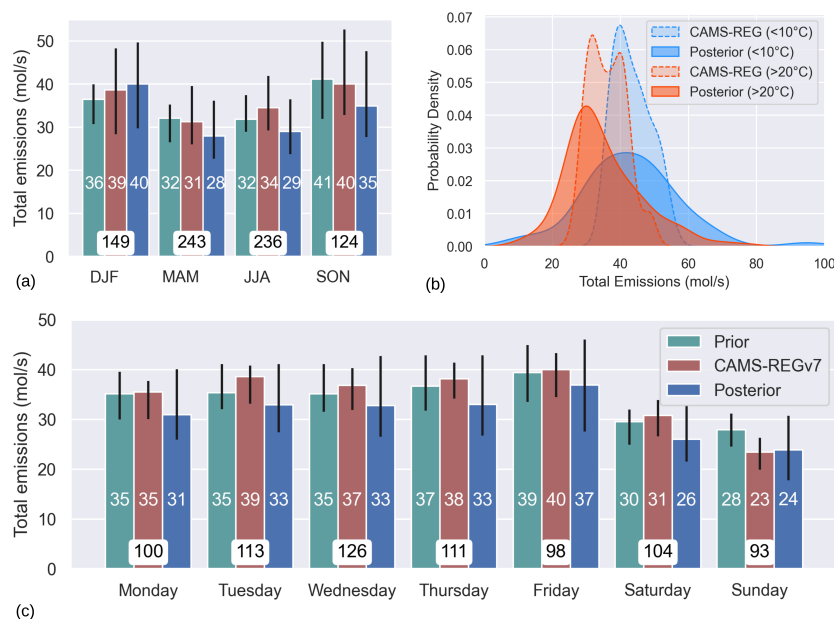 (a)
Total emissions (mol/s)
50
40
30
20
10
0
36 39 40 32 31 28 32 34 29 41 40 35
149 243 236 124
DJF MAM JJA SON
(b)
Probability Density
0.07
0.06
0.05
0.04
0.03
0.02
0.01
0.00
CAMS-REG (<10°C)
Posterior (<10°C)
CAMS-REG (>20°C)
Posterior (>20°C)
0 20 40 60 80 100
Total Emissions (mol/s)
Total emissions (mol/s)
50
40
30
20
10
0
Prior
CAMS-REGv7
Posterior
35 35 31 35 39 33 35 37 33 37 38 33 39 40 37 30 31 26 28 23 24
100 113 126 111 98 104 93
Monday Tuesday Wednesday Thursday Friday Saturday Sunday
(c)